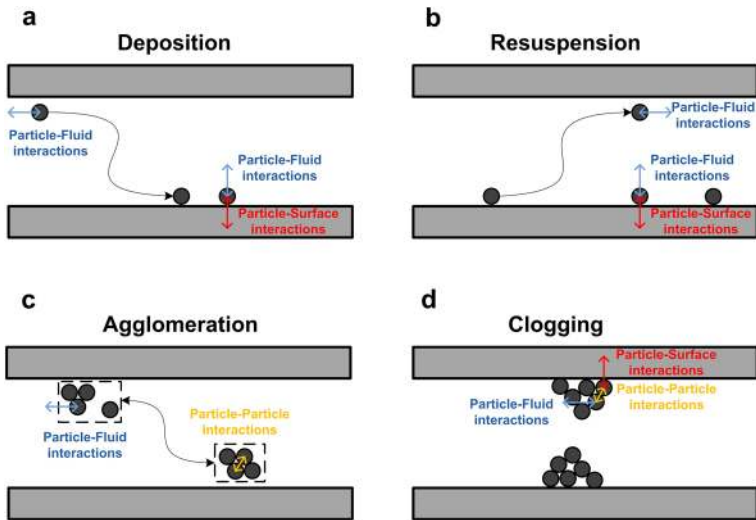 a
Deposition
Particle-Fluid
interactions
Particle-Fluid
interactions
Particle-Surface
interactions
b
Resuspension
Particle-Fluid
interactions
Particle-Fluid
interactions
Particle-Surface
interactions
c
Agglomeration
Particle-Fluid
interactions
Particle-Particle
interactions
d
Clogging
Particle-Surface
interactions
Particle-Particle
interactions
Particle-Fluid
interactions